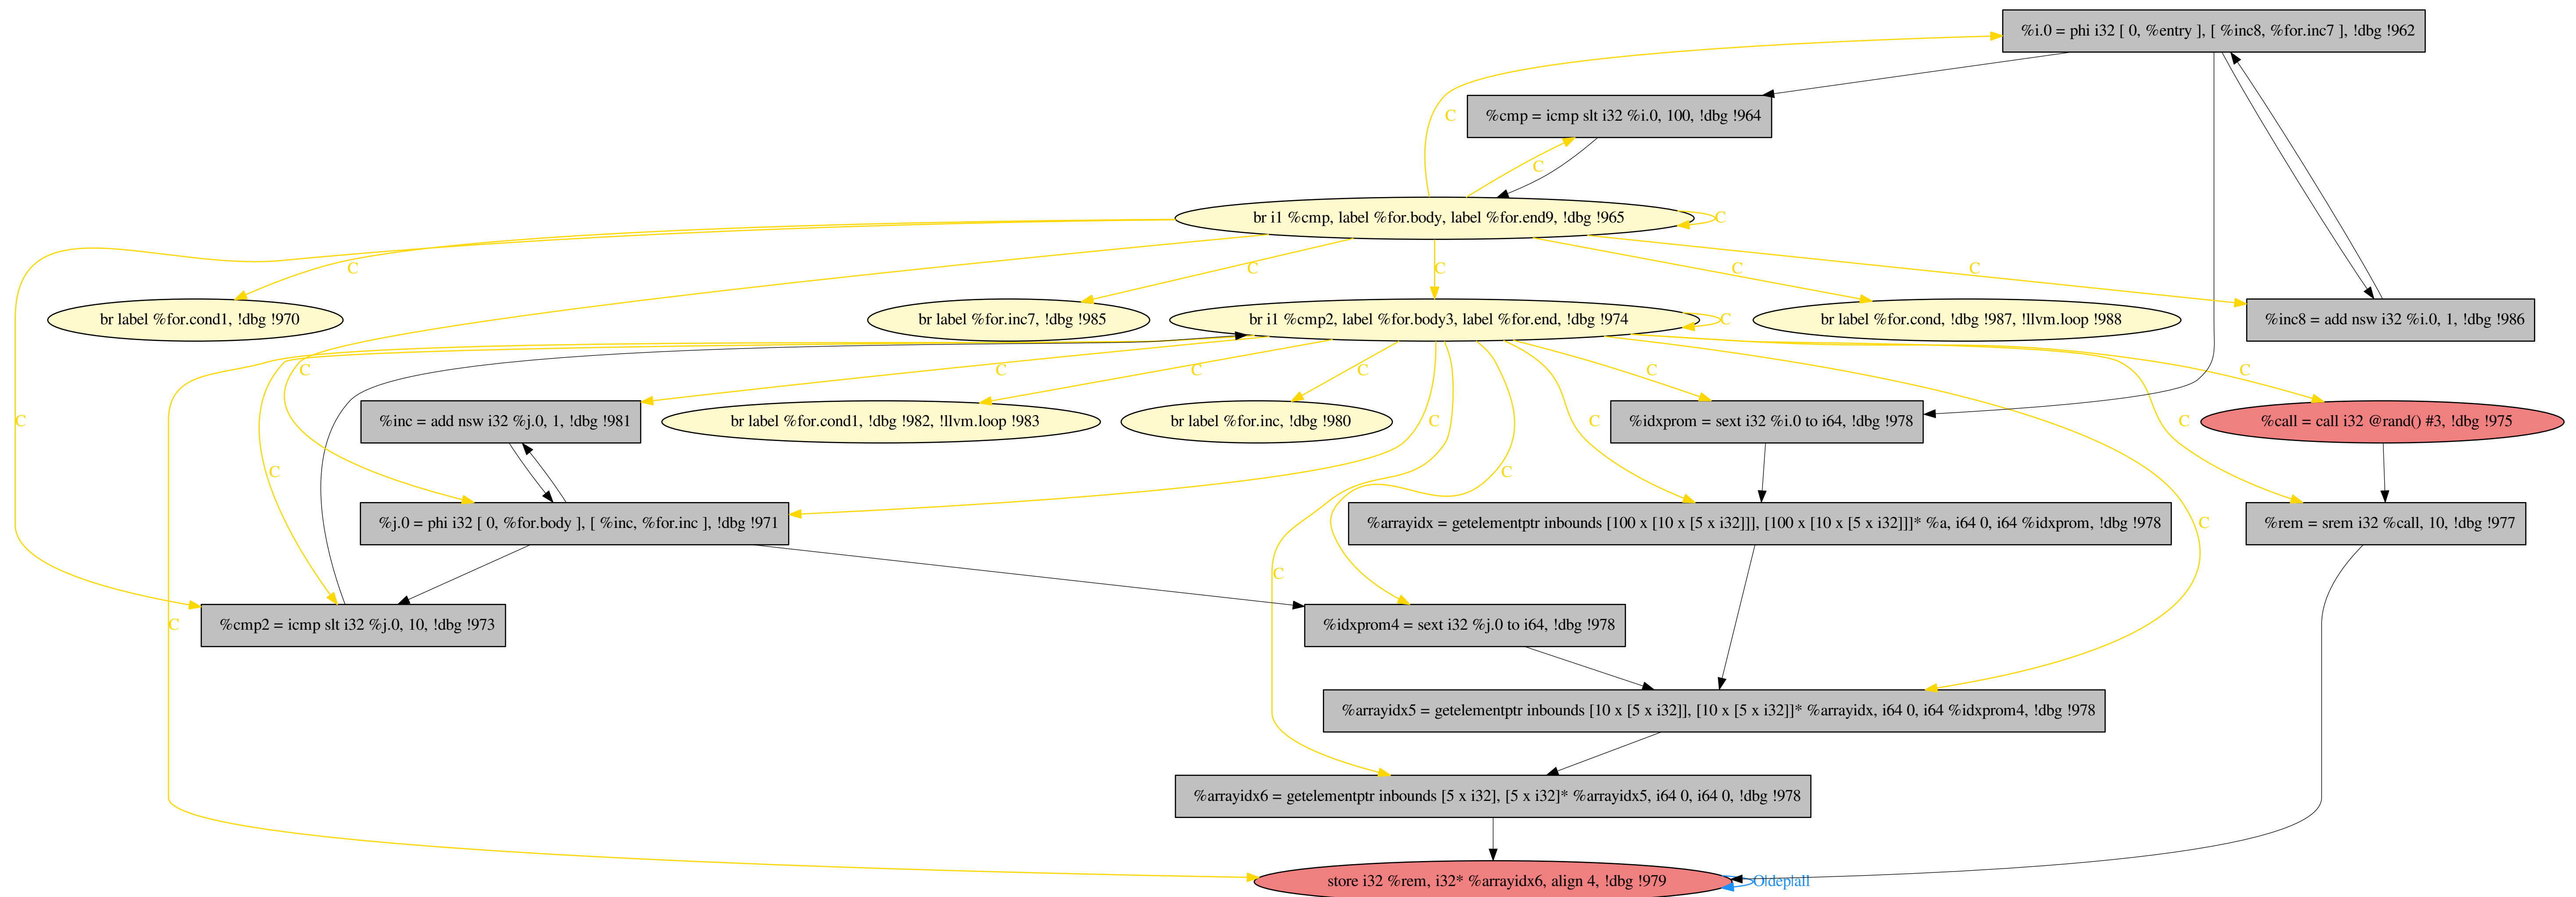 %i.0 = phi i32 [ 0, %entry ], [ %inc8, %for.inc7 ], !dbg !962
C
%cmp = icmp slt i32 %i.0, 100, !dbg !964
C
br i1 %cmp, label %for.body, label %for.end9, !dbg !965
C
C
C
C
C
C
br label %for.cond1, !dbg !970
br label %for.inc7, !dbg !985
br i1 %cmp2, label %for.body3, label %for.end, !dbg !974
C
br label %for.cond, !dbg !987, !llvm.loop !988
%inc8 = add nsw i32 %i.0, 1, !dbg !986
C
C
C
C
C
C
C
%inc = add nsw i32 %j.0, 1, !dbg !981
br label %for.cond1, !dbg !982, !llvm.loop !983
br label %for.inc, !dbg !980
C
C
%idxprom = sext i32 %i.0 to i64, !dbg !978
C
%call = call i32 @rand() #3, !dbg !975
C
C
%j.0 = phi i32 [ 0, %for.body ], [ %inc, %for.inc ], !dbg !971
%arrayidx = getelementptr inbounds [100 x [10 x [5 x i32]]], [100 x [10 x [5 x i32]]]* %a, i64 0, i64 %idxprom, !dbg !978
C
%rem = srem i32 %call, 10, !dbg !977
C
C
%cmp2 = icmp slt i32 %j.0, 10, !dbg !973
%idxprom4 = sext i32 %j.0 to i64, !dbg !978
%arrayidx5 = getelementptr inbounds [10 x [5 x i32]], [10 x [5 x i32]]* %arrayidx, i64 0, i64 %idxprom4, !dbg !978
%arrayidx6 = getelementptr inbounds [5 x i32], [5 x i32]* %arrayidx5, i64 0, i64 0, !dbg !978
store i32 %rem, i32* %arrayidx6, align 4, !dbg !979